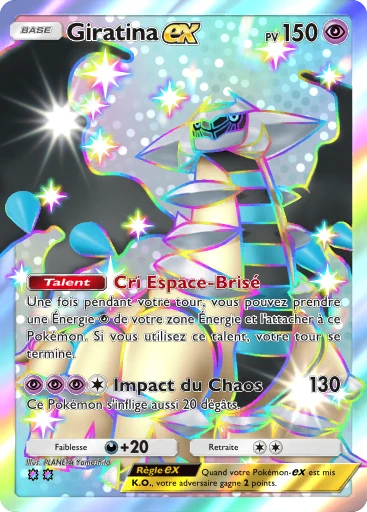 BASE Giratina ex PV 150
Talent Cri Espace-Brisé
Une fois pendant votre tour, vous pouvez prendre
une Énergie de votre zone Énergie et l'attacher à ce
Pokémon. Si vous utilisez ce talent, votre tour se
termine.
Impact du Chaos 130
Ce Pokémon s'inflige aussi 20 dégâts.
Faiblesse +20 Retraite
Illus. PLANETA Yamashita
Règle ex Quand votre Pokémon-ex est mis
K.O., votre adversaire gagne 2 points.